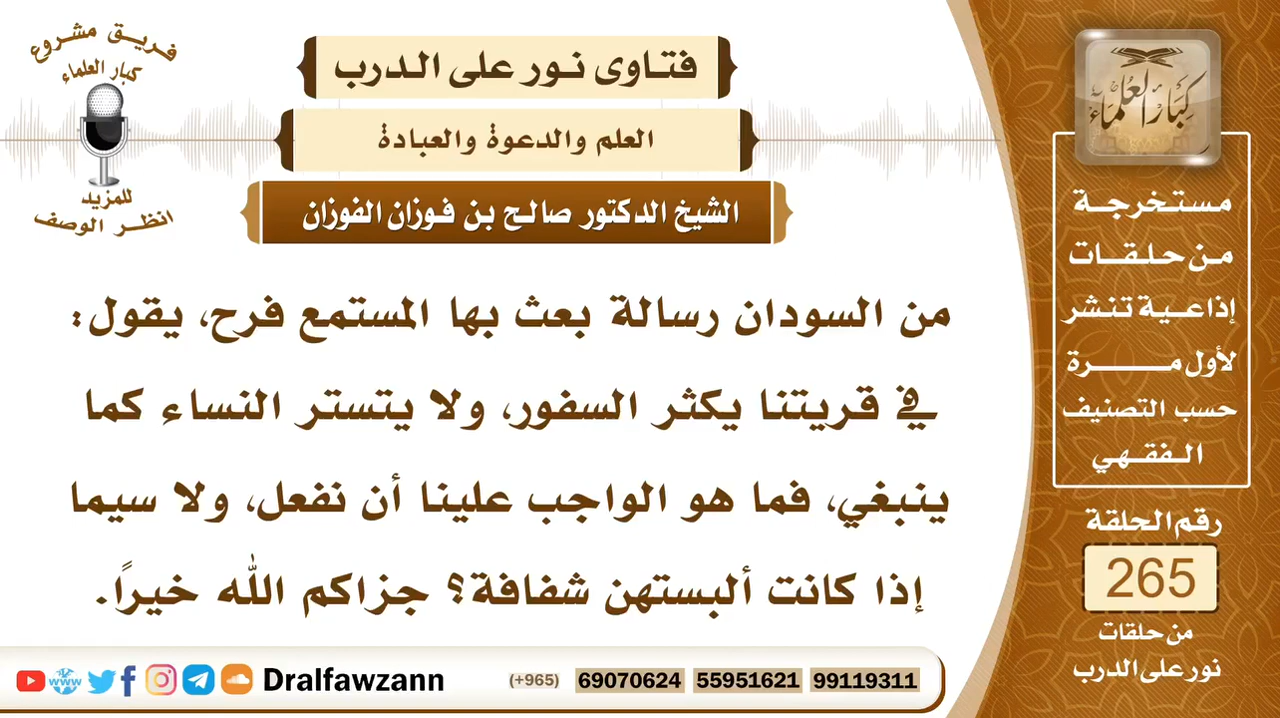 فريق مشروع
كبار العلماء
للمزيد
انظر الوصف
فتاوى نور على الدرب
العلم والدعوة والعبادة
الشيخ الدكتور صالح بن فوزان الفوزان
من السودان رسالة بعث بها المستمع فرح، يقول:
في قريتنا يكثر السفور، ولا يتستر النساء كما
ينبغي، فما هو الواجب علينا أن نفعل، ولا سيما
إذا كانت ألبستهن شفافة؟ جزاكم الله خيرًا.
كبار العلماء
مستخرجة
من حلقات
إذاعية تنشر
لأول مرة
حسب التصنيف
الفقهي
رقم الحلقة
265
من حلقات
نور على الدرب
www Dralfawzann (+965) 69070624 55951621 99119311